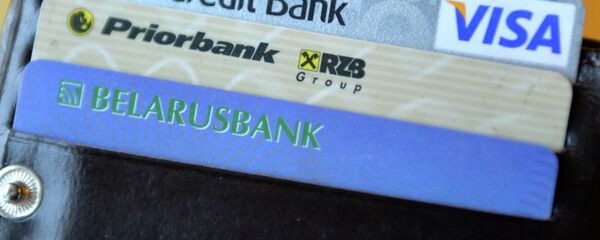 Credit Bank
VISA
Priorbank
RZB
Group
BELARUSBANK